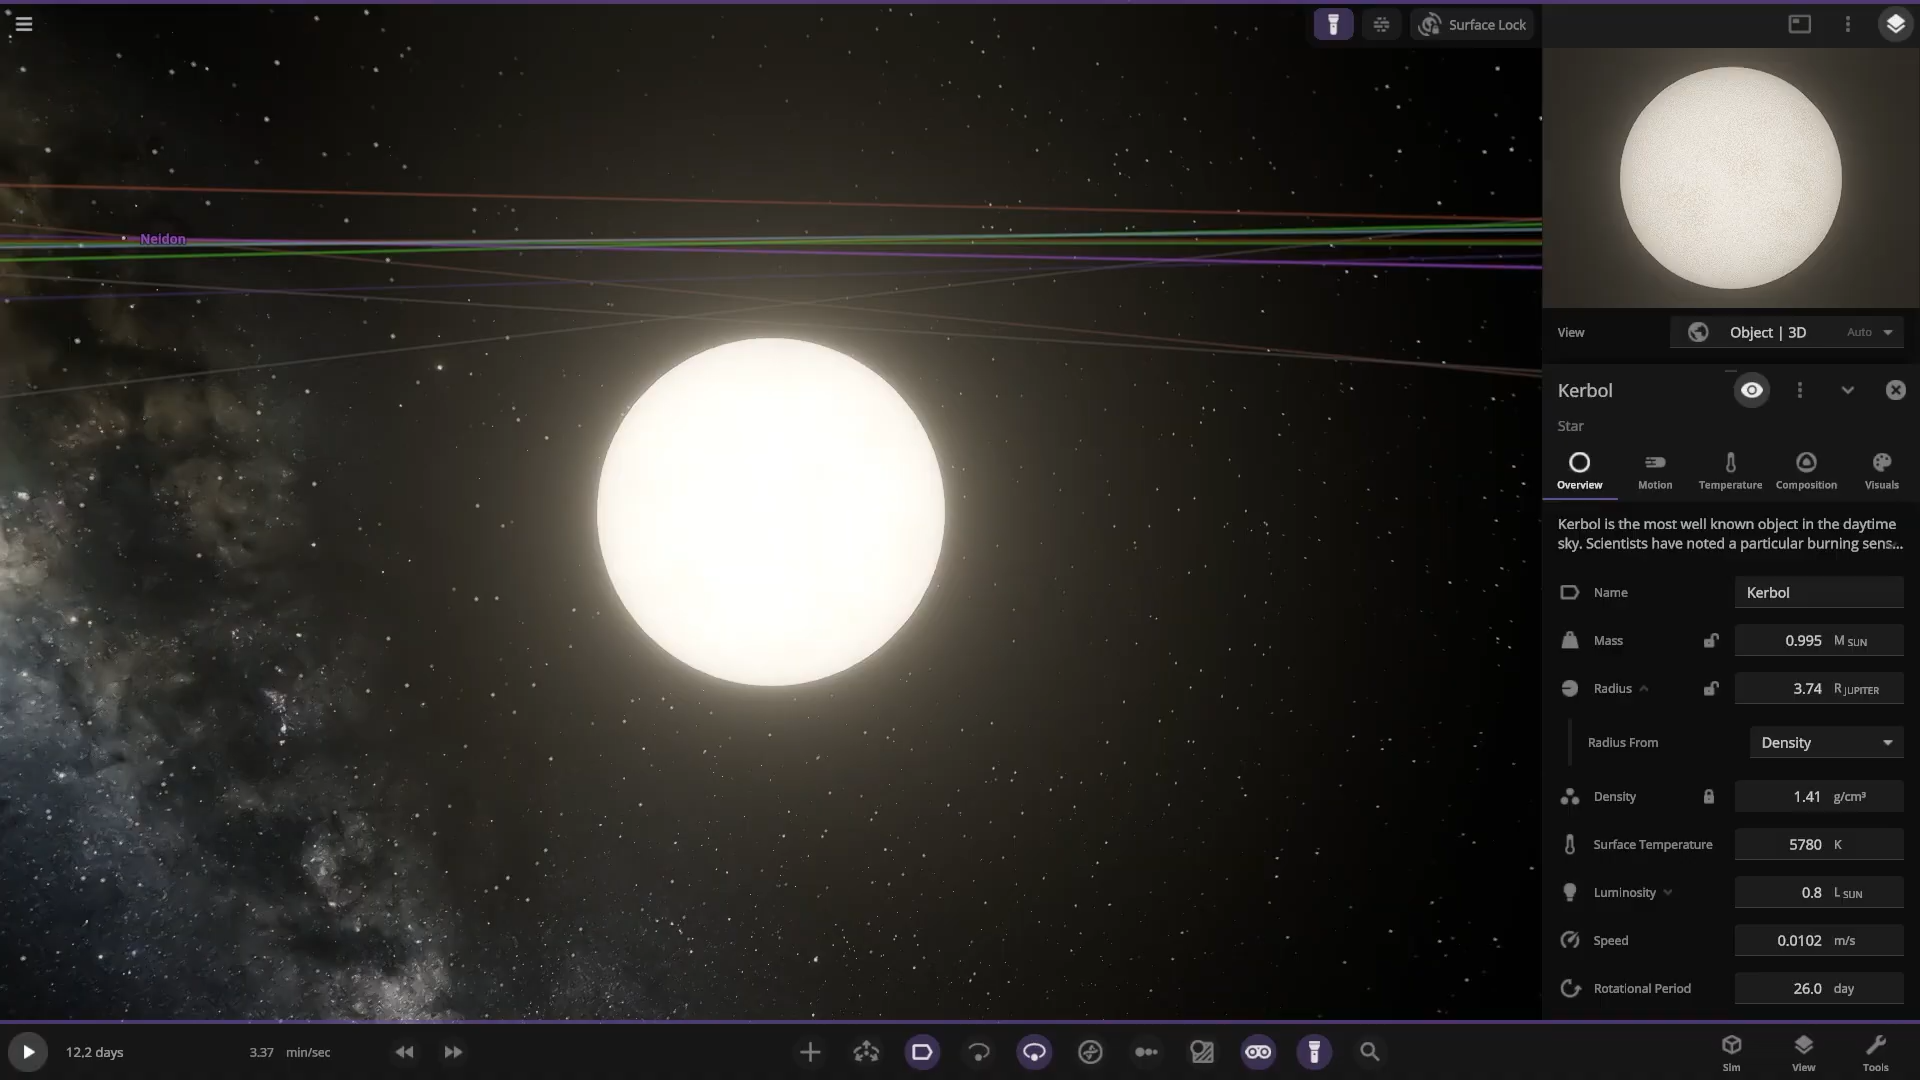 Surface Lock
Neidon
View
Object | 3D
Auto
Kerbol
Star
Overview
Motion
Temperature
Composition
Visuals
Kerbol is the most well known object in the daytime
sky. Scientists have noted a particular burning sens...
Name
Kerbol
Mass
0.995 M SUN
Radius
3.74 R JUPITER
Radius From
Density
Density
1.41 g/cm³
Surface Temperature
5780 K
Luminosity
0.8 L SUN
Speed
0.0102 m/s
Rotational Period
26.0 day
12.2 days
3.37 min/sec
Sim
View
Tools